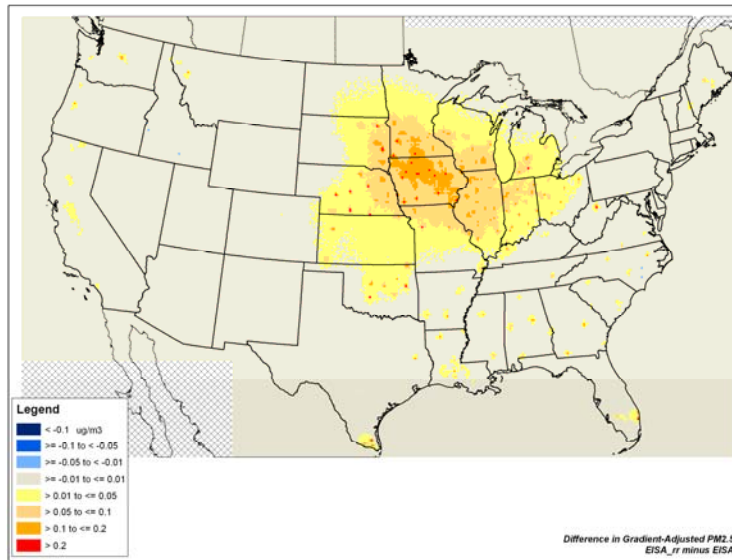 Legend
< -0.1 ug/m3
>= -0.1 to < -0.05
>= -0.05 to < -0.01
>= -0.01 to <= 0.01
> 0.01 to <= 0.05
> 0.05 to <= 0.1
> 0.1 to <= 0.2
> 0.2
Difference in Gradient-Adjusted PM2.5
EISA_rr minus EISA